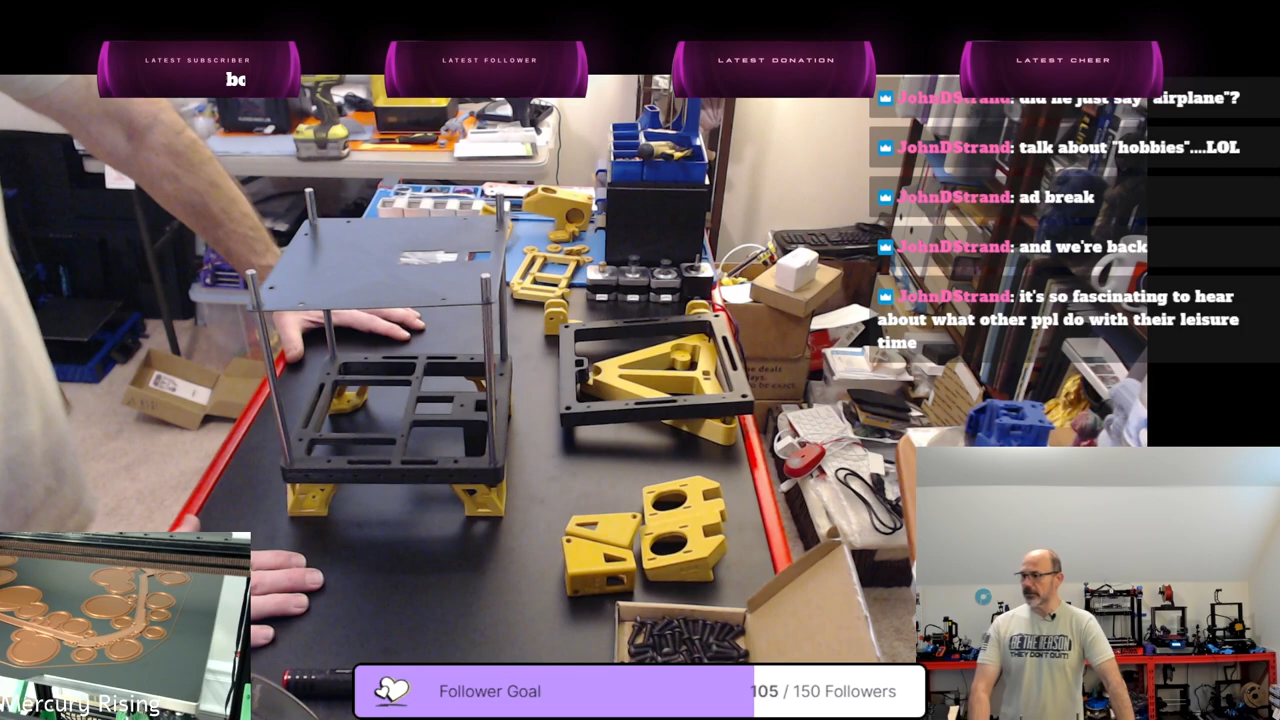 LATEST SUBSCRIBER
LATEST FOLLOWER
LATEST DONATION
LATEST CHEER
bc
JohnDStrand: did he just say "airplane"?
JohnDStrand: talk about "hobbies"....LOL
JohnDStrand: ad break
JohnDStrand: and we're back
JohnDStrand: it's so fascinating to hear
about what other ppl do with their leisure
time
BE THE REASON
THEY DON'T QUIT!
Mercury Rising
Follower Goal
105 / 150 Followers